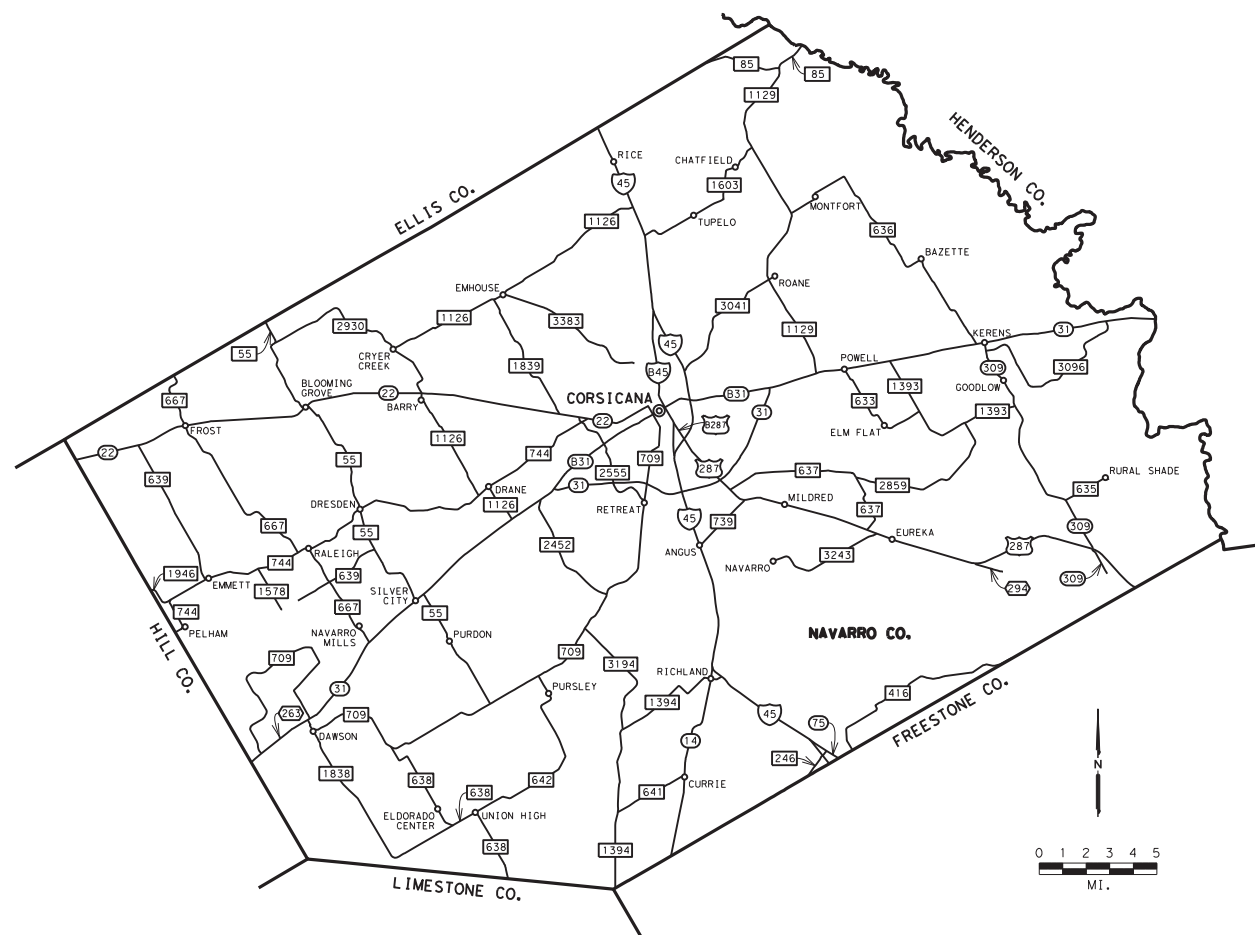 85
85
1129
HENDERSON CO.
RICE
CHATFIELD
45
1603
ELLIS CO.
MONTFORT
1126
TUPELO
636
BAZETTE
EMHOUSE
ROANE
3041
1126
3383
2930
1129
31
KERENS
55
45
CRYER
CREEK
1839
B45
POWELL
309
3096
BLOOMING
GROVE
22
BARRY
CORSICANA
B31
1393
GOODLOW
667
633
31
1393
22
FROST
B287
ELM FLAT
22
1126
744
709
B31
55
287
637
RURAL SHADE
639
2555
31
2859
635
DRANE
MILDRED
DRESDEN
1126
RETREAT
637
667
45
739
309
55
EUREKA
2452
287
RALEIGH
ANGUS
3243
744
NAVARRO
1946
639
309
EMMETT
294
1578
SILVER
CITY
667
744
55
PELHAM
NAVARRO
MILLS
PURDON
NAVARRO CO.
HILL CO.
709
709
3194
RICHLAND
31
PURSLEY
416
1394
263
709
45
75
FREESTONE CO.
DAWSON
14
246
N
1838
638
642
CURRIE
638
641
ELDORADO
CENTER
UNION HIGH
638
1394
0 1 2 3 4 5
MI.
LIMESTONE CO.